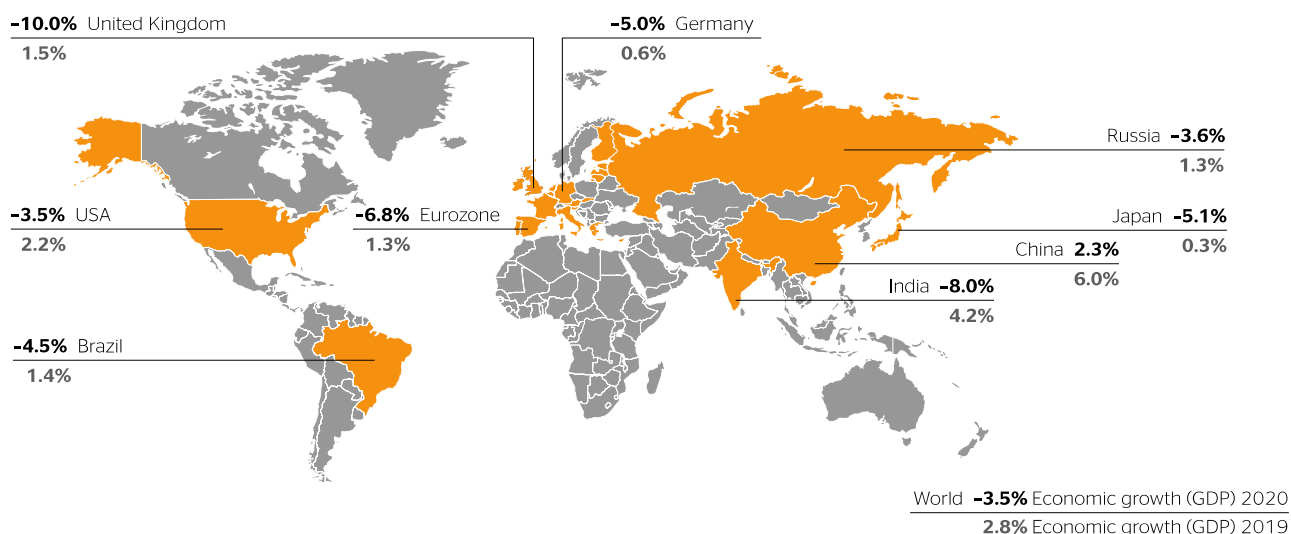 –10.0% United Kingdom
1.5%
–5.0% Germany
0.6%
Russia –3.6%
1.3%
–3.5% USA
2.2%
–6.8% Eurozone
1.3%
Japan –5.1%
0.3%
China 2.3%
6.0%
India –8.0%
4.2%
–4.5% Brazil
1.4%
World –3.5% Economic growth (GDP) 2020
2.8% Economic growth (GDP) 2019